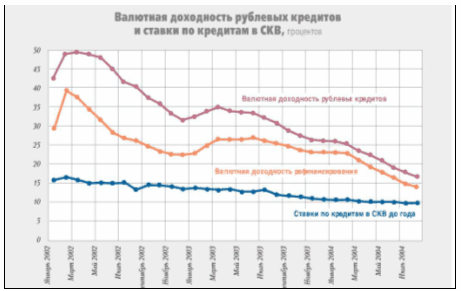 Валютная доходность рублевых кредитов
и ставки по кредитам в СКВ, процентов
50
45
40
35
30
25
20
15
10
5
0
Валютная доходность рублевых кредитов
Валютная доходность рефинансирования
Ставки по кредитам в СКВ до года
Январь 2002
Март 2002
Май 2002
Июль 2002
Сентябрь 2002
Ноябрь 2002
Январь 2003
Март 2003
Май 2003
Июль 2003
Сентябрь 2003
Ноябрь 2003
Январь 2004
Март 2004
Май 2004
Июль 2004